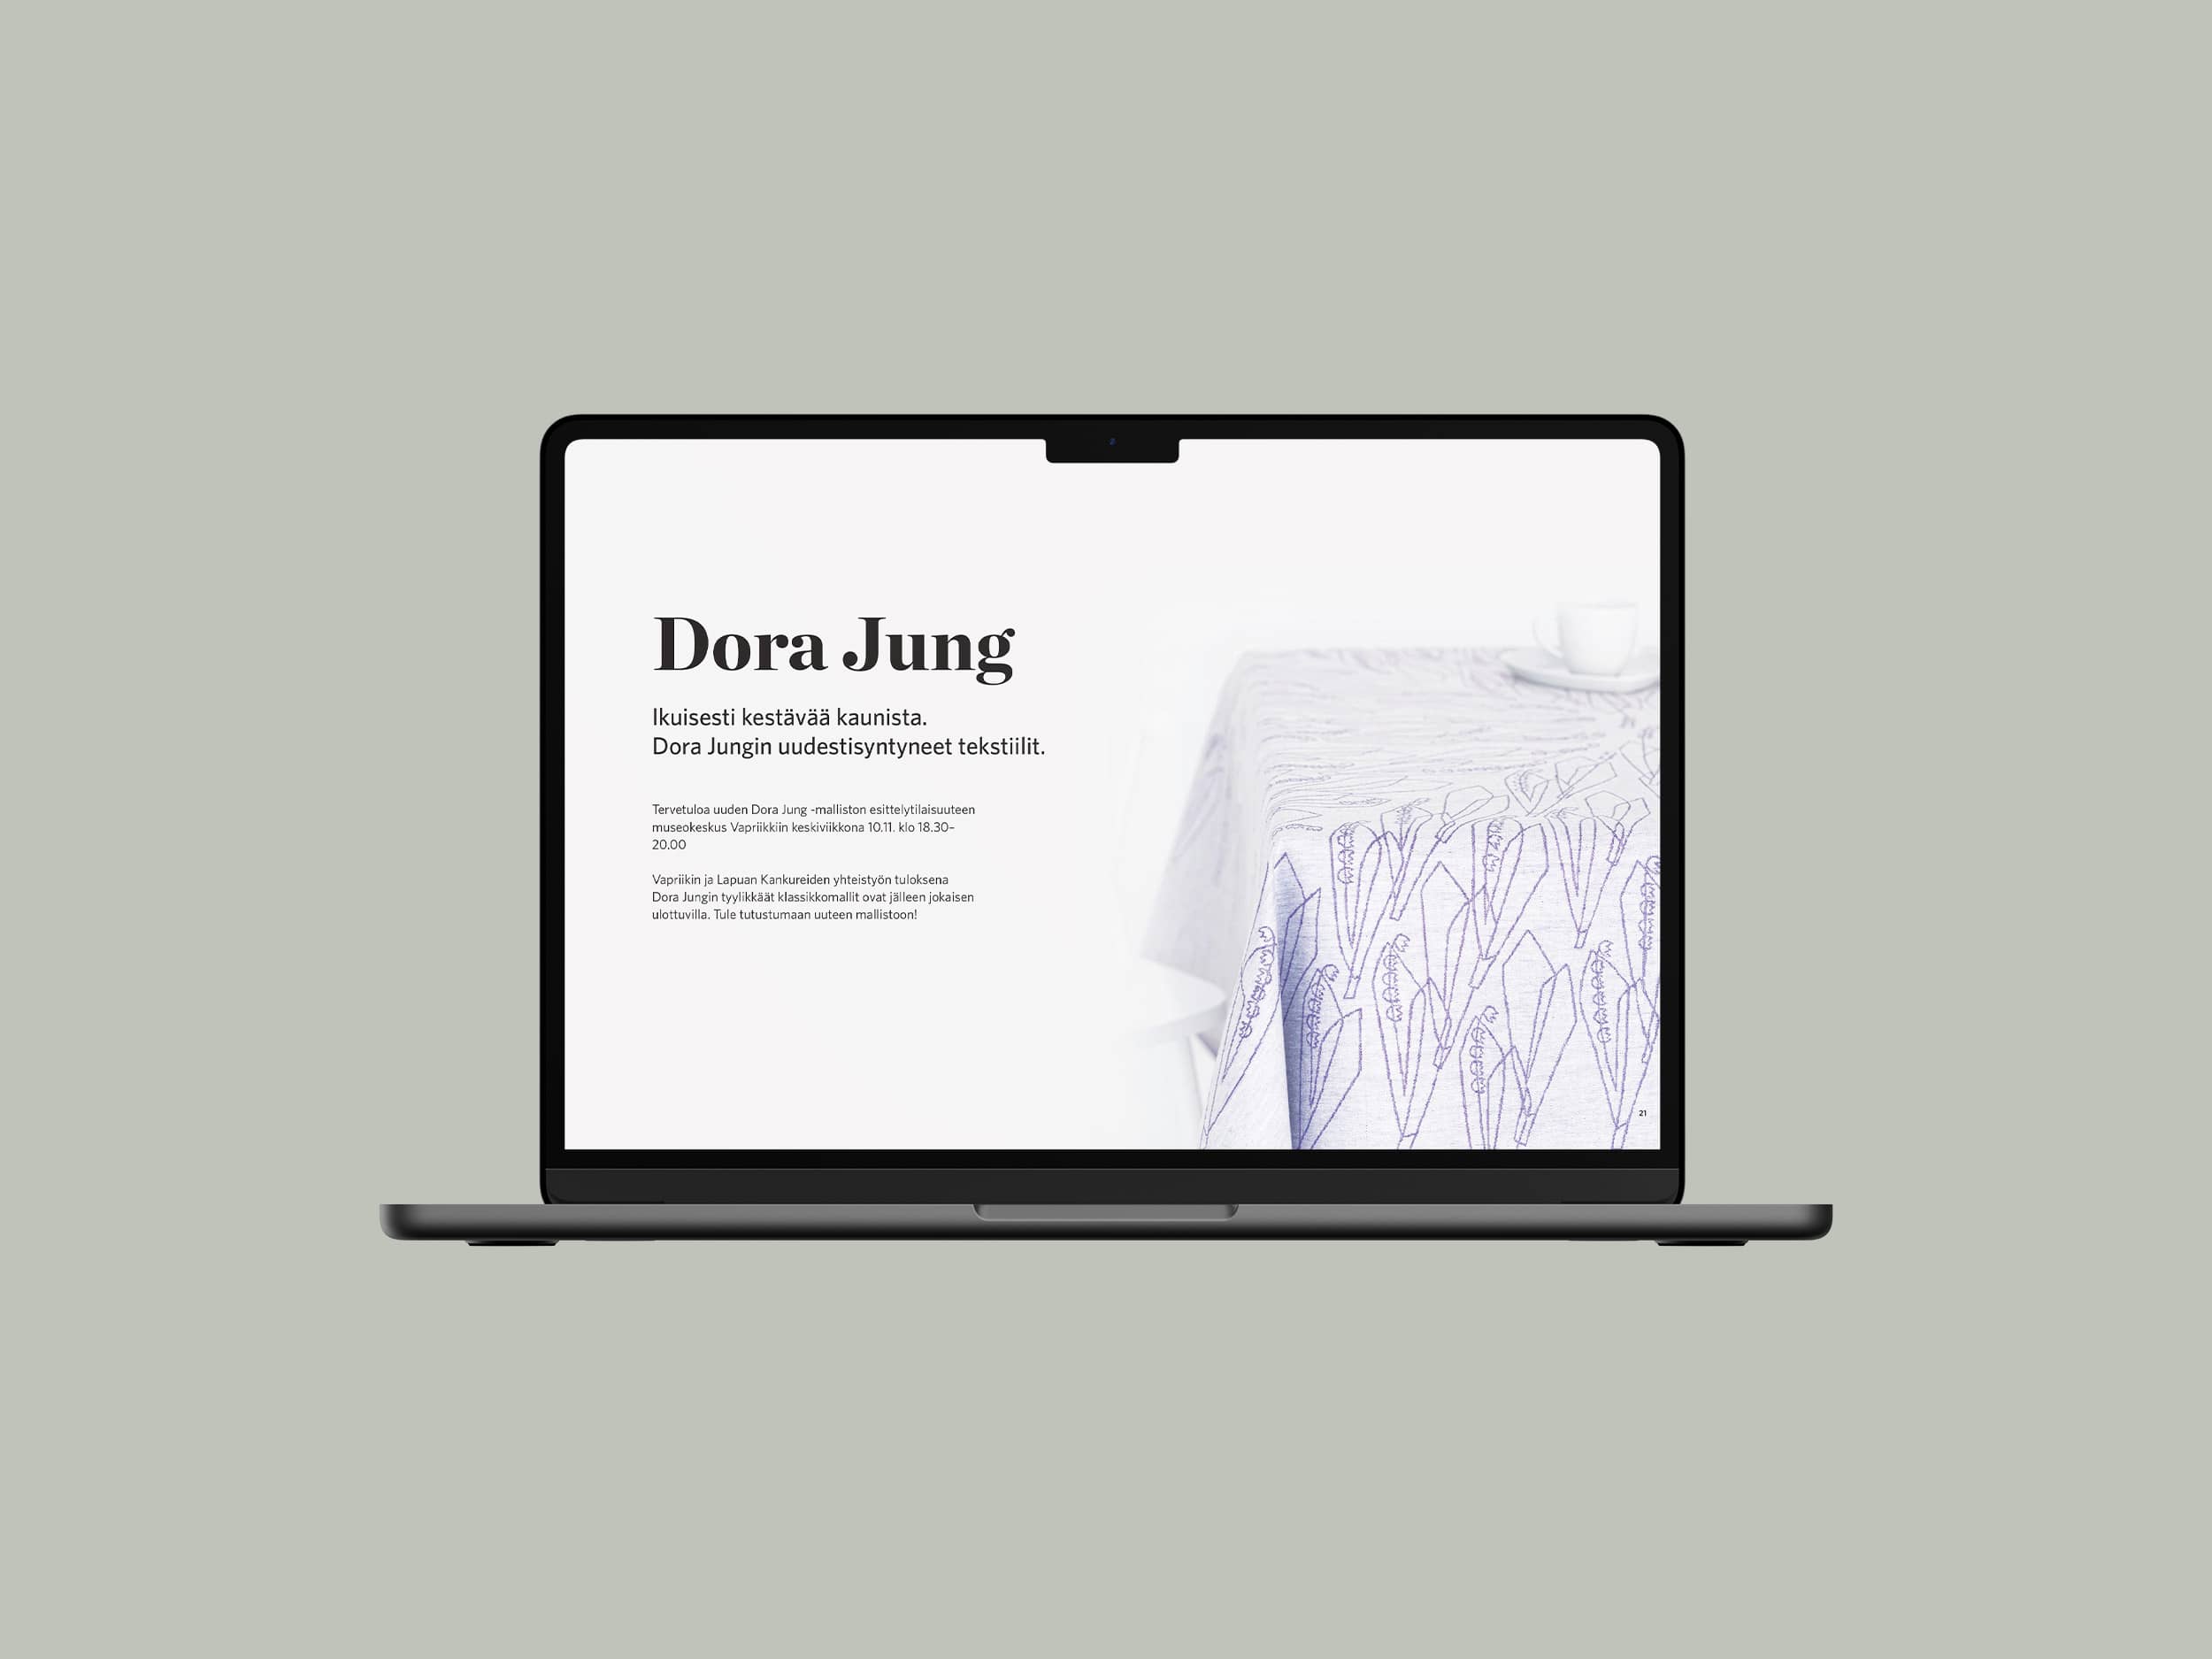 Dora Jung
Ikuisesti kestävää kaunista.
Dora Jungin uudestisyntyneet tekstiilit.
Tervetuloa uuden Dora Jung -malliston esittelytilaisuuteen
museokeskus Vapriikkiin keskiviikkona 10.11. klo 18.30–
20.00
Vapriikin ja Lapuan Kankureiden yhteistyön tuloksena
Dora Jungin tyylikkäät klassikkomallit ovat jälleen jokaisen
ulottuvilla. Tule tutustumaan uuteen mallistoon!
21